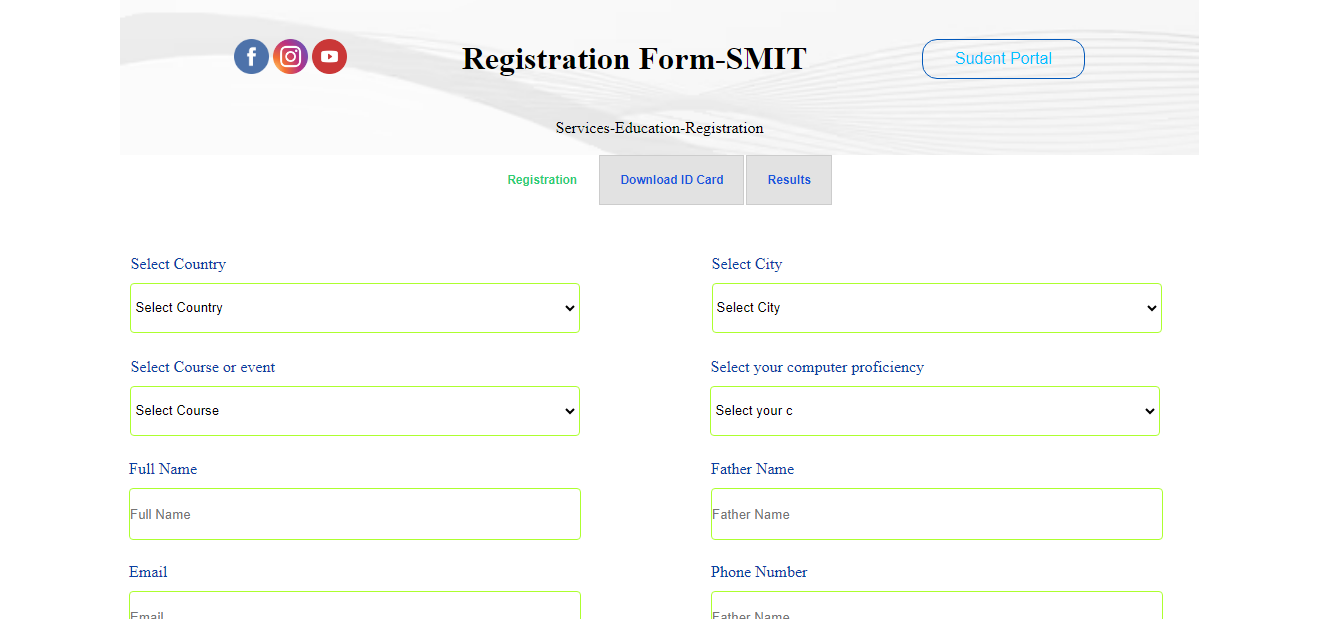 Registration Form-SMIT
Sudent Portal
Services-Education-Registration
Registration Download ID Card Results
Select Country Select City
Select Country Select City
Select Course or event Select your computer proficiency
Select Course Select your c
Full Name Father Name
Full Name Father Name
Email Phone Number
Email Father Name